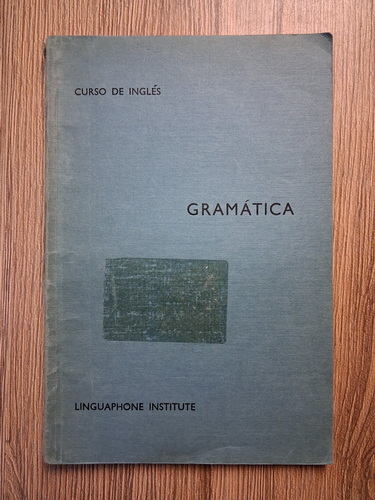 CURSO DE INGLÉS
GRAMÁTICA
LINGUAPHONE INSTITUTE